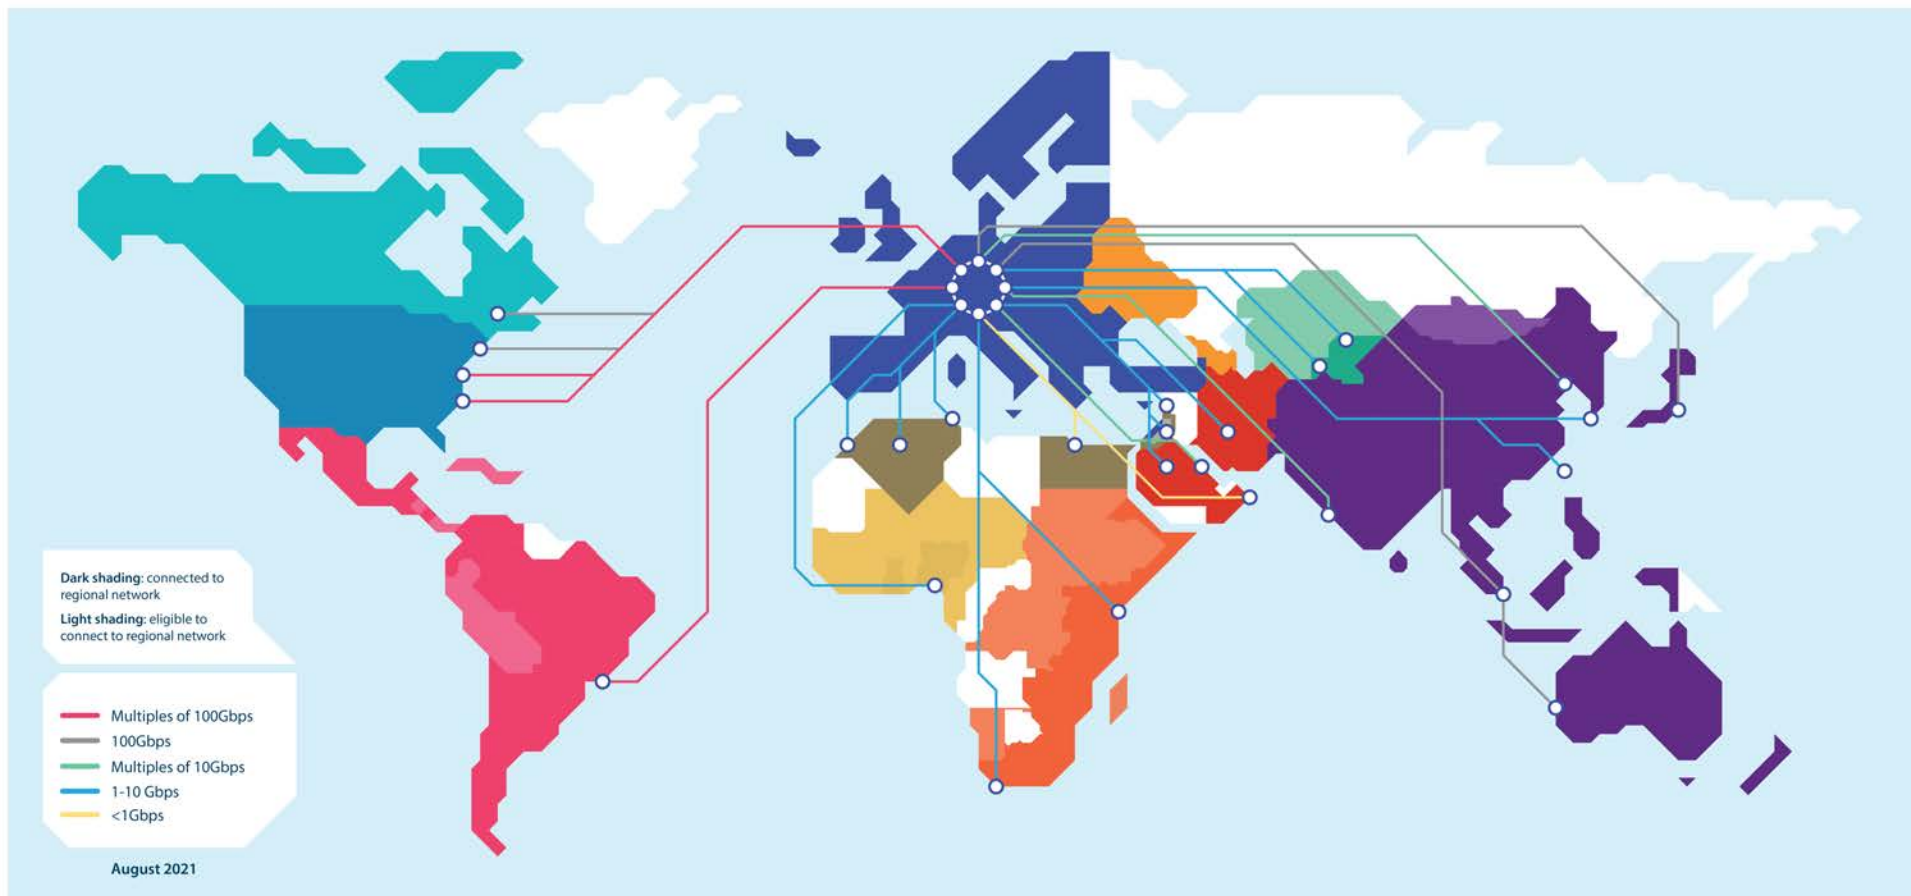 Dark shading: connected to
regional network
Light shading: eligible to
connect to regional network
Multiples of 100Gbps
100Gbps
Multiples of 10Gbps
1-10 Gbps
<1Gbps
August 2021